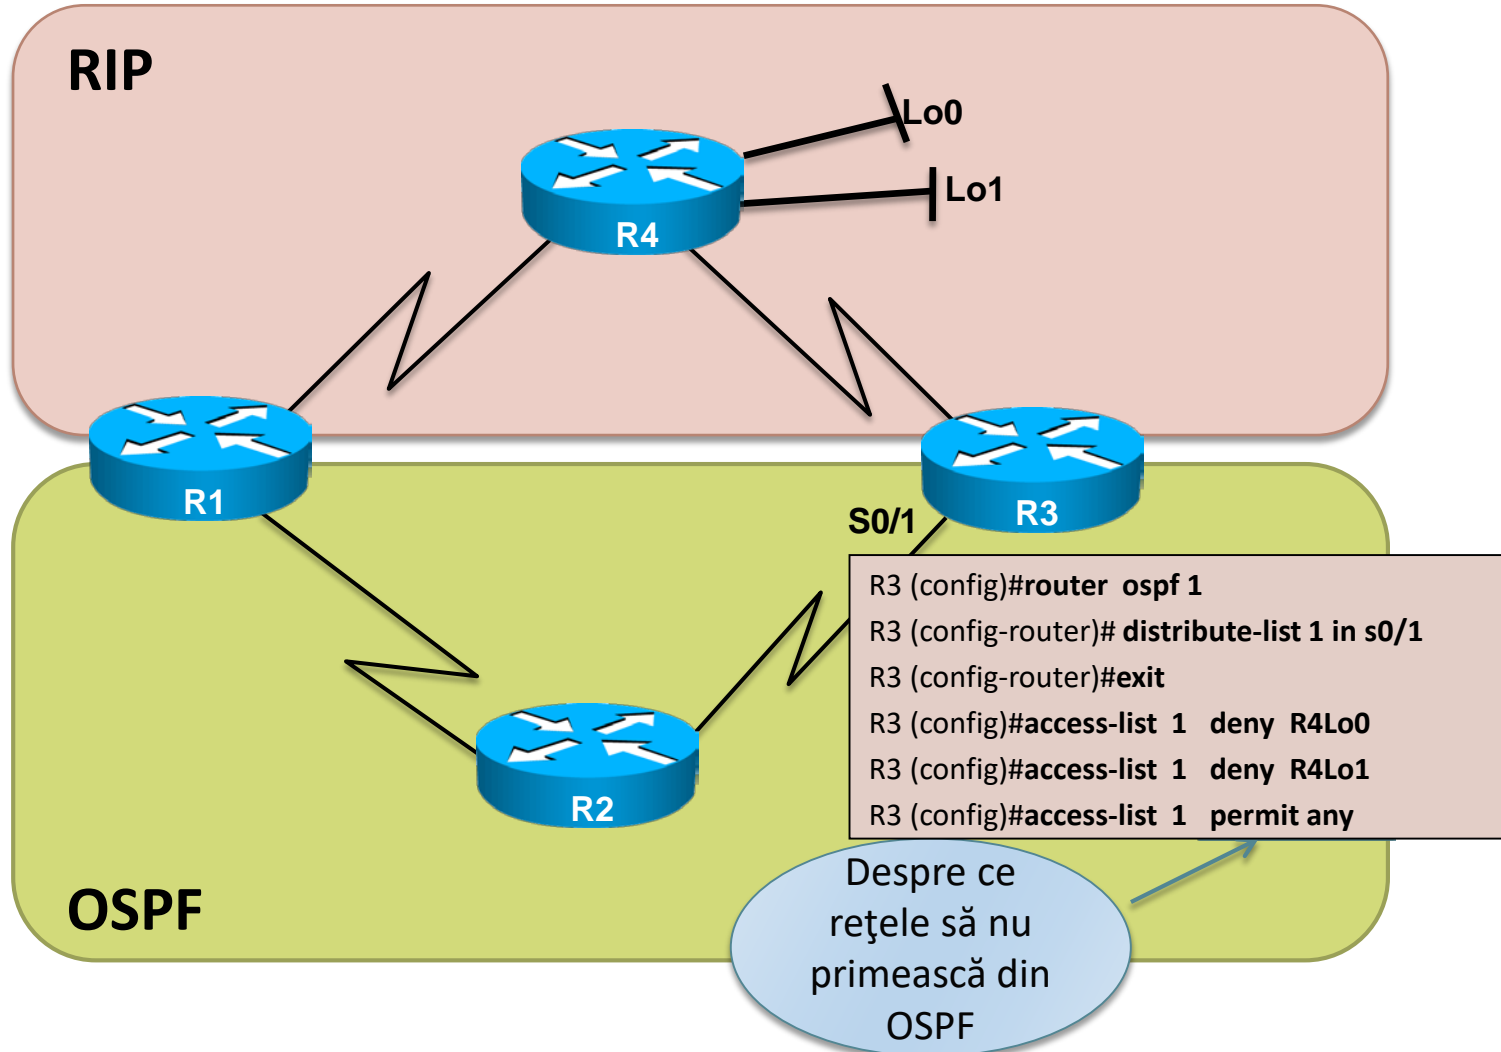 RIP
Lo0
Lo1
R4
R1
R3
S0/1
R3 (config)#router ospf 1
R3 (config-router)# distribute-list 1 in s0/1
R3 (config-router)#exit
R3 (config)#access-list 1 deny R4Lo0
R3 (config)#access-list 1 deny R4Lo1
R3 (config)#access-list 1 permit any
R2
OSPF
Despre ce
reţele să nu
primească din
OSPF